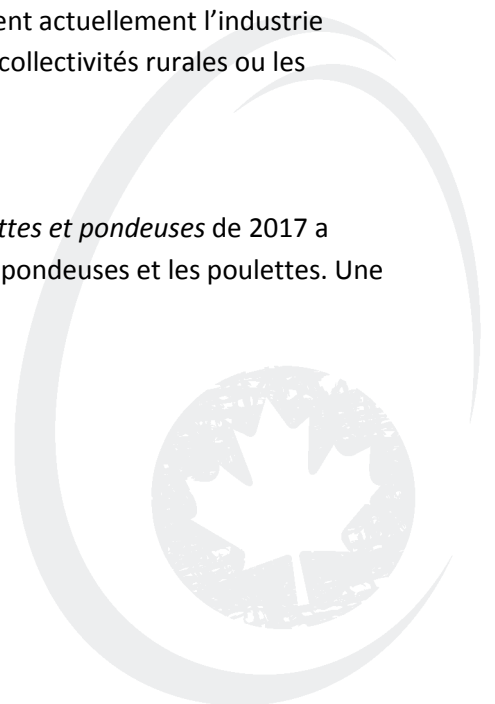 ent actuellement l’industrie
collectivités rurales ou les
ttes et pondeuses de 2017 a
pondeuses et les poulettes. Une